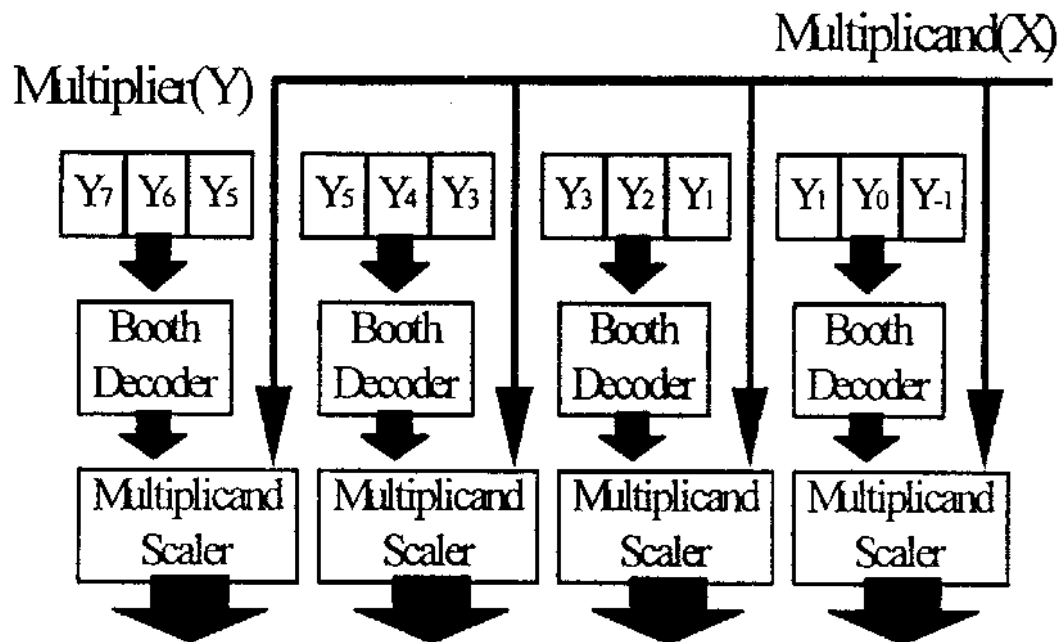 Multiplicand(X)
Multiplier(Y)
Y7 Y6 Y5 Y5 Y4 Y3 Y3 Y2 Y1 Y1 Y0 Y-1
Booth Decoder
Booth Decoder
Booth Decoder
Booth Decoder
Multiplicand Scaler
Multiplicand Scaler
Multiplicand Scaler
Multiplicand Scaler